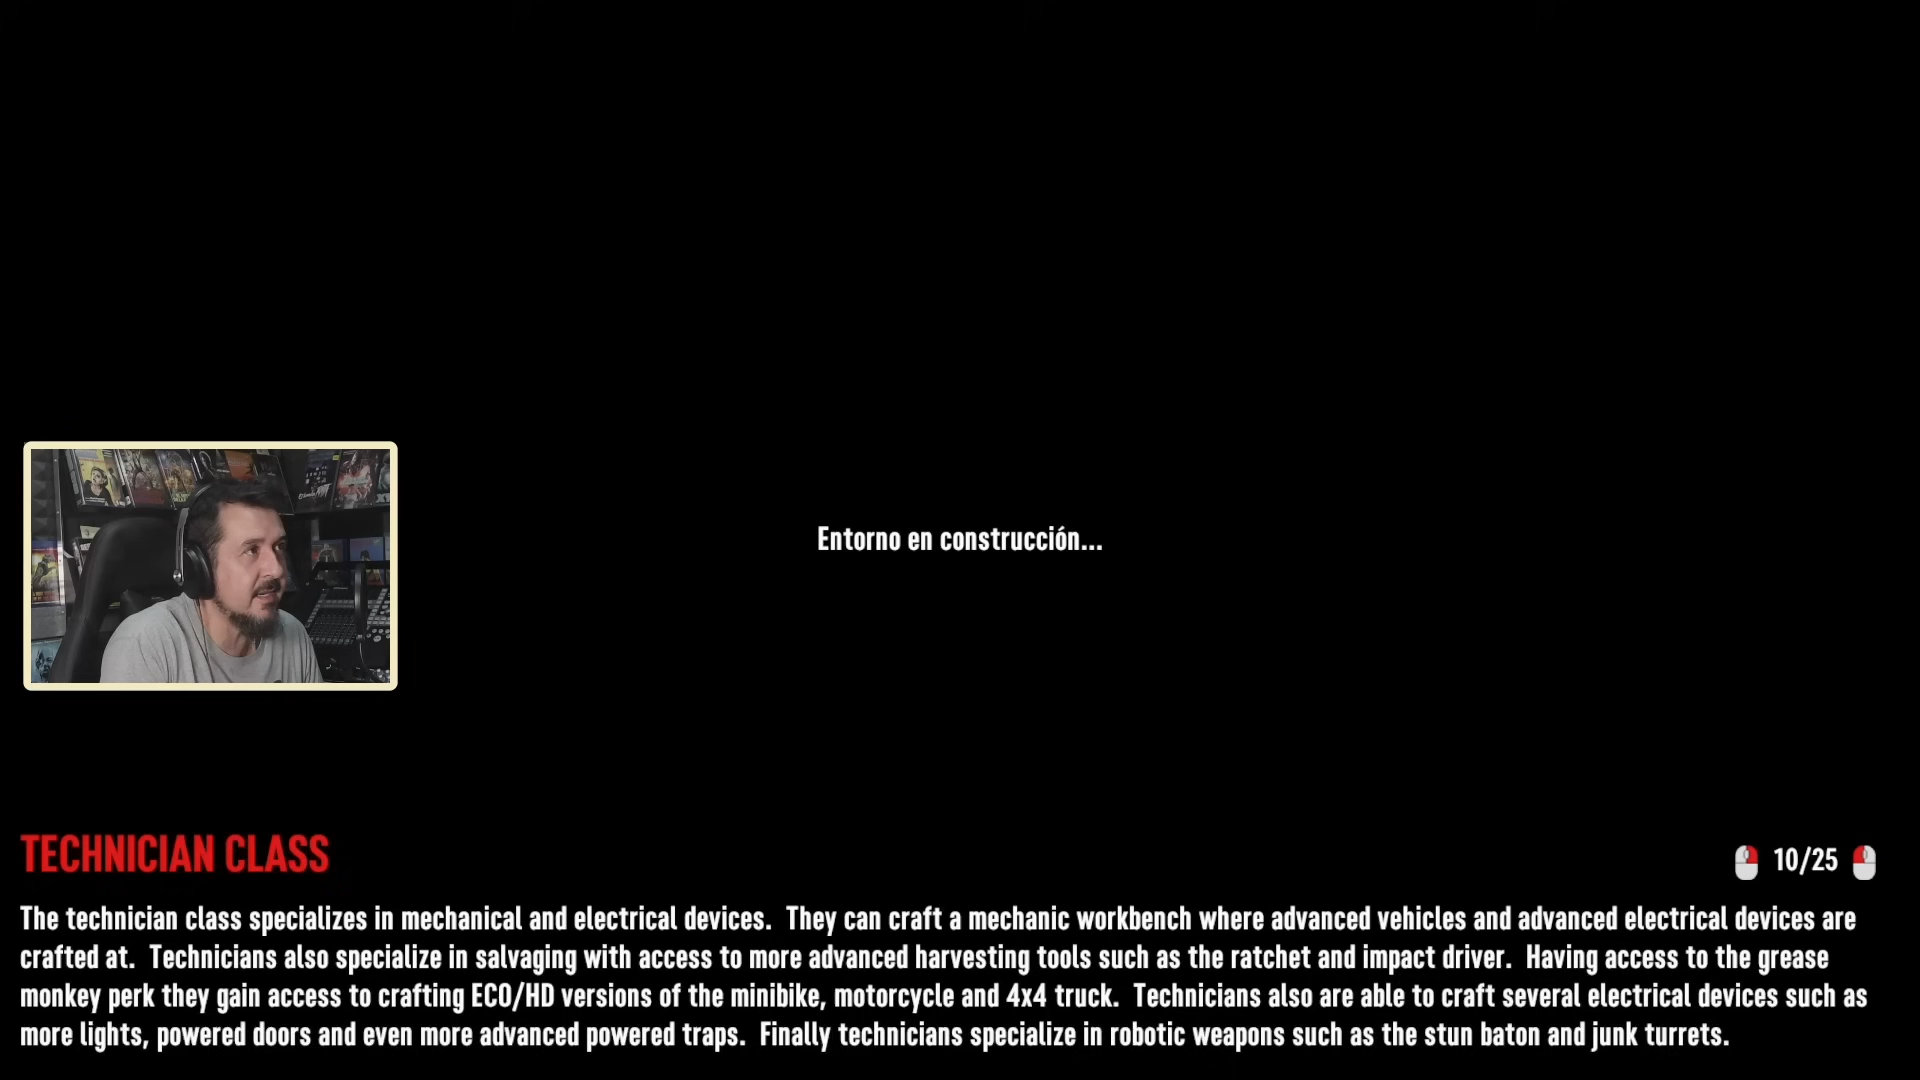 Entorno en construcción...
TECHNICIAN CLASS
10/25
The technician class specializes in mechanical and electrical devices.  They can craft a mechanic workbench where advanced vehicles and advanced electrical devices are
crafted at.  Technicians also specialize in salvaging with access to more advanced harvesting tools such as the ratchet and impact driver.  Having access to the grease
monkey perk they gain access to crafting ECO/HD versions of the minibike, motorcycle and 4x4 truck.  Technicians also are able to craft several electrical devices such as
more lights, powered doors and even more advanced powered traps.  Finally technicians specialize in robotic weapons such as the stun baton and junk turrets.